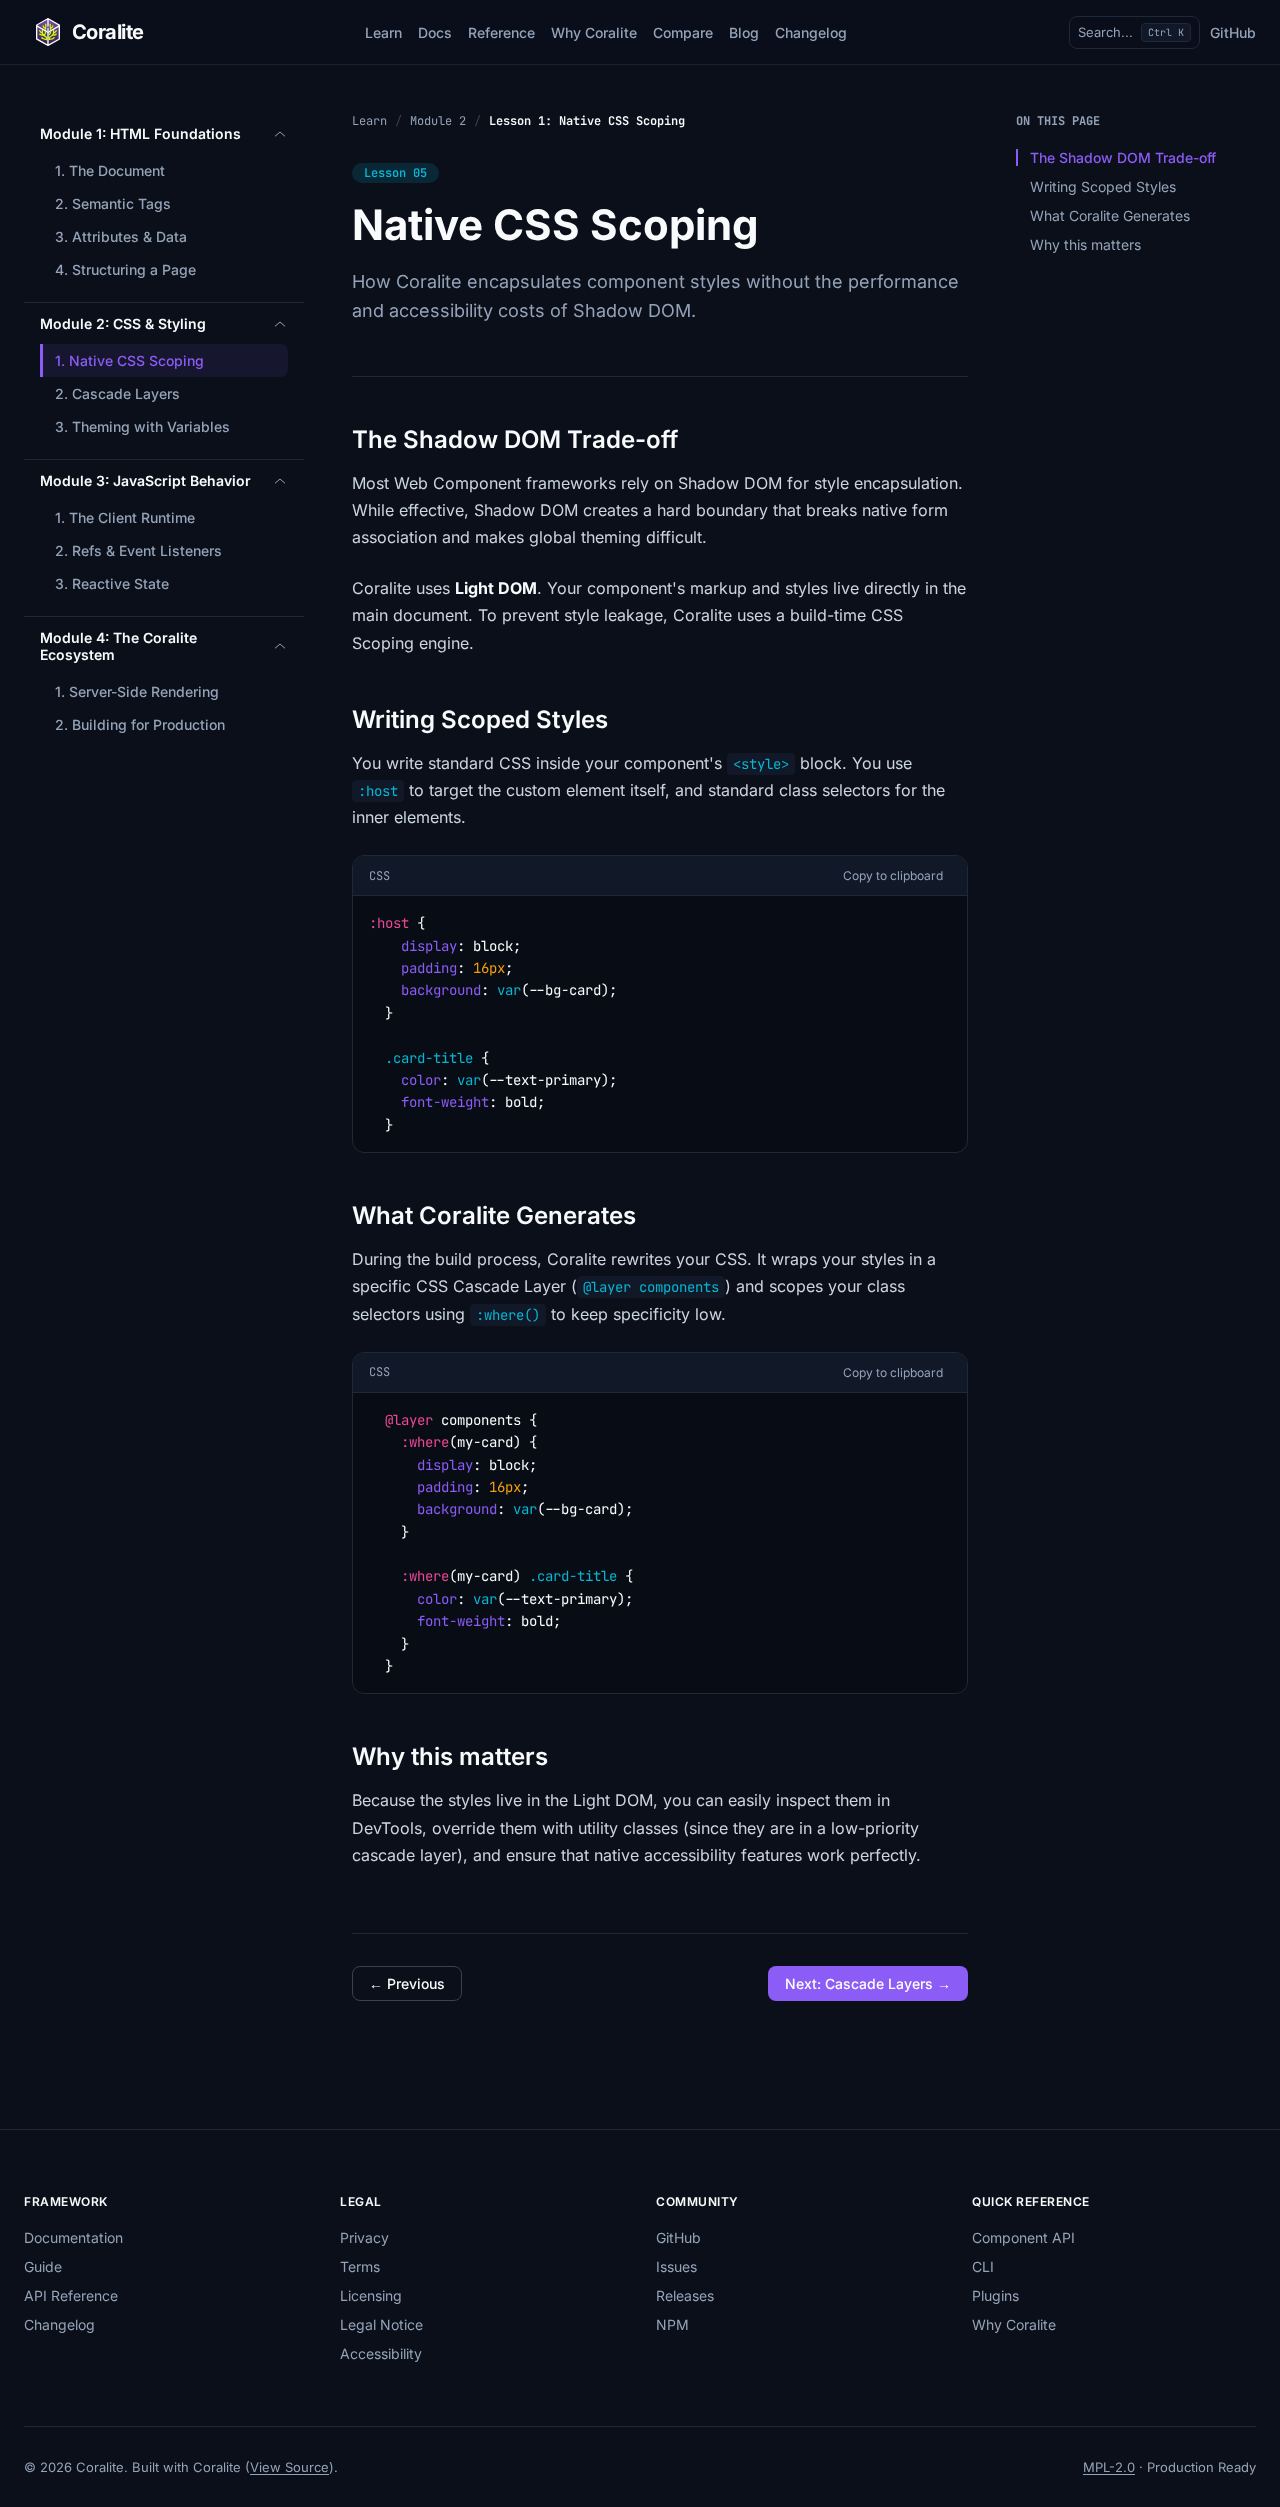 Coralite
Learn Docs Reference Why Coralite Compare Blog Changelog
Search... Ctrl K GitHub
Module 1: HTML Foundations
1. The Document
2. Semantic Tags
3. Attributes & Data
4. Structuring a Page
Module 2: CSS & Styling
1. Native CSS Scoping
2. Cascade Layers
3. Theming with Variables
Module 3: JavaScript Behavior
1. The Client Runtime
2. Refs & Event Listeners
3. Reactive State
Module 4: The Coralite
Ecosystem
1. Server-Side Rendering
2. Building for Production
Learn / Module 2 / Lesson 1: Native CSS Scoping
Lesson 05
Native CSS Scoping
How Coralite encapsulates component styles without the performance
and accessibility costs of Shadow DOM.
The Shadow DOM Trade-off
Most Web Component frameworks rely on Shadow DOM for style encapsulation.
While effective, Shadow DOM creates a hard boundary that breaks native form
association and makes global theming difficult.
Coralite uses Light DOM. Your component's markup and styles live directly in the
main document. To prevent style leakage, Coralite uses a build-time CSS
Scoping engine.
Writing Scoped Styles
You write standard CSS inside your component's <style> block. You use
:host to target the custom element itself, and standard class selectors for the
inner elements.
CSS Copy to clipboard
:host {
    display: block;
    padding: 16px;
    background: var(--bg-card);
  }

  .card-title {
    color: var(--text-primary);
    font-weight: bold;
  }
What Coralite Generates
During the build process, Coralite rewrites your CSS. It wraps your styles in a
specific CSS Cascade Layer ( @layer components ) and scopes your class
selectors using :where() to keep specificity low.
CSS Copy to clipboard
  @layer components {
    :where(my-card) {
      display: block;
      padding: 16px;
      background: var(--bg-card);
    }

    :where(my-card) .card-title {
      color: var(--text-primary);
      font-weight: bold;
    }
  }
Why this matters
Because the styles live in the Light DOM, you can easily inspect them in
DevTools, override them with utility classes (since they are in a low-priority
cascade layer), and ensure that native accessibility features work perfectly.
← Previous
Next: Cascade Layers →
ON THIS PAGE
The Shadow DOM Trade-off
Writing Scoped Styles
What Coralite Generates
Why this matters
FRAMEWORK
Documentation
Guide
API Reference
Changelog
LEGAL
Privacy
Terms
Licensing
Legal Notice
Accessibility
COMMUNITY
GitHub
Issues
Releases
NPM
QUICK REFERENCE
Component API
CLI
Plugins
Why Coralite
© 2026 Coralite. Built with Coralite (View Source).
MPL-2.0 · Production Ready